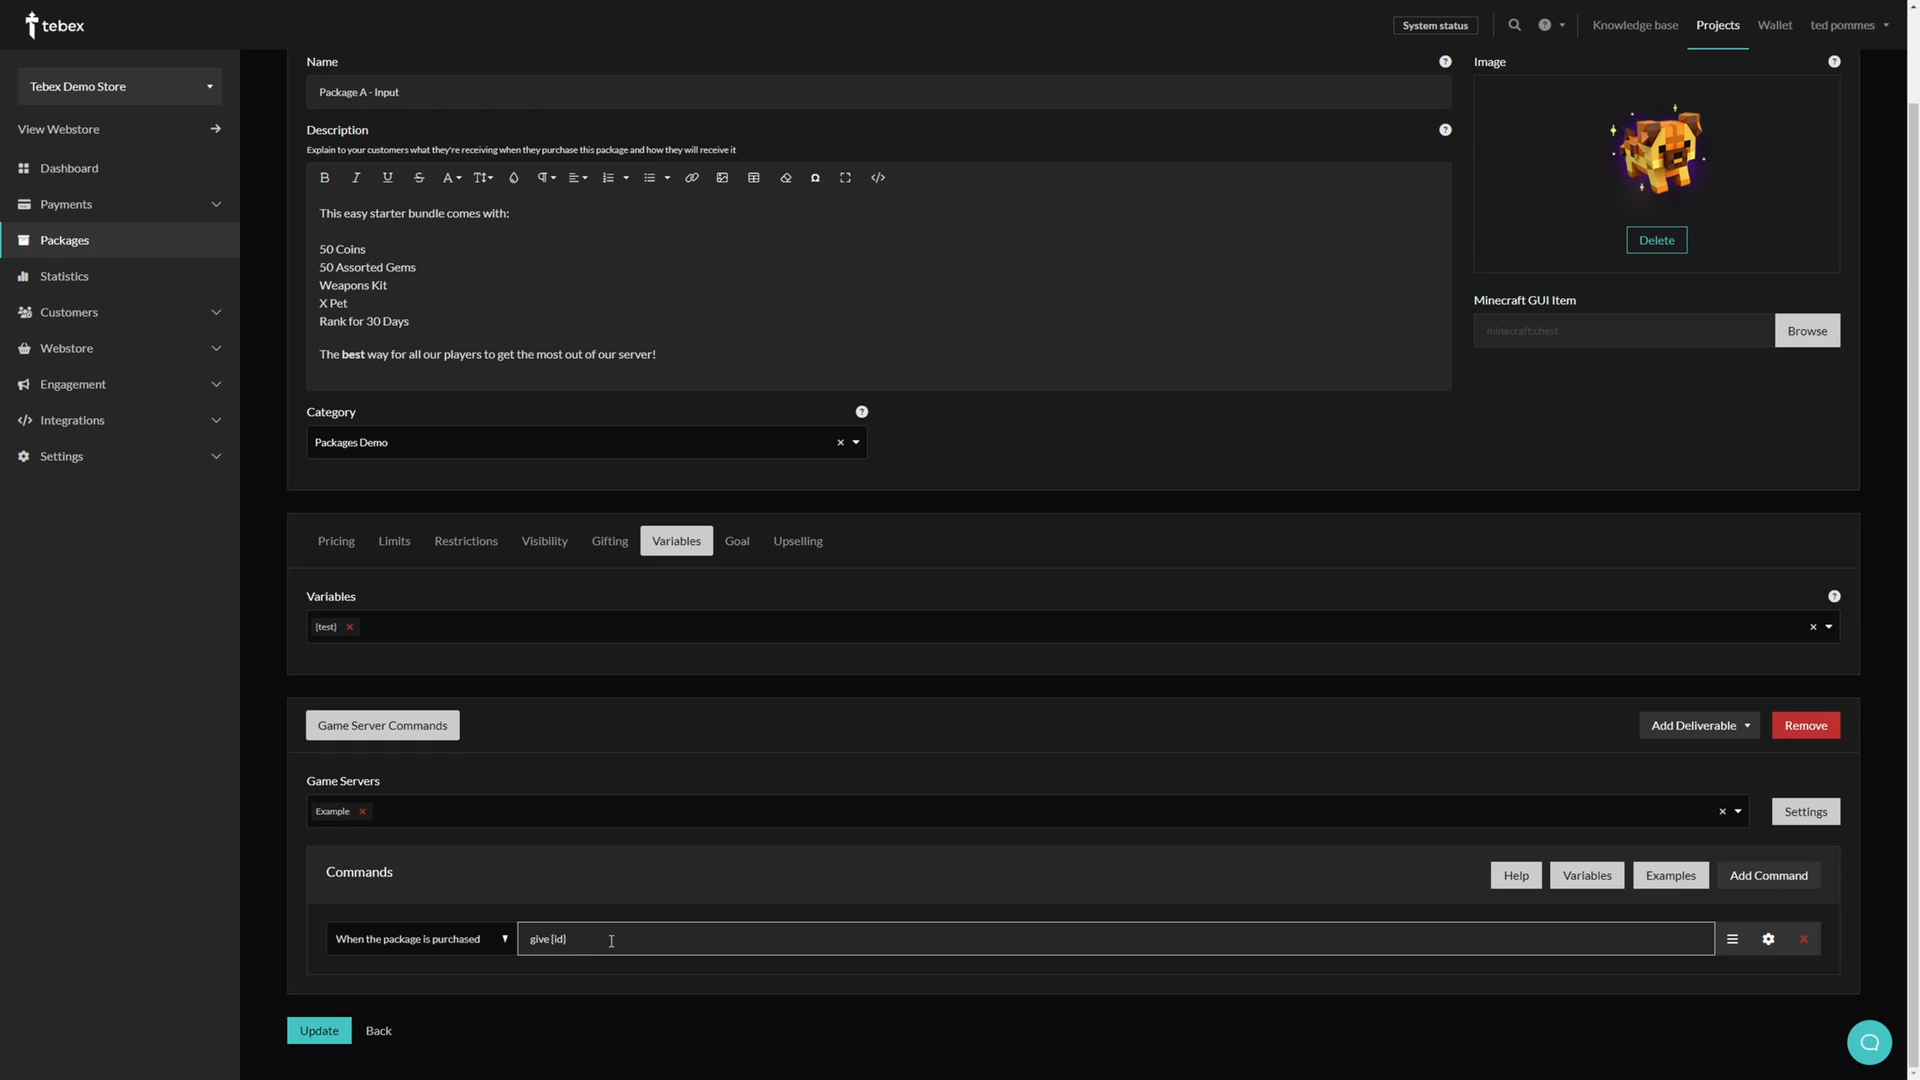 tebex
System status
Knowledge base
Projects
Wallet
ted pommes
Tebex Demo Store
View Webstore
Dashboard
Payments
Packages
Statistics
Customers
Webstore
Engagement
Integrations
Settings
Name
Package A - Input
Description
Explain to your customers what they're receiving when they purchase this package and how they will receive it
This easy starter bundle comes with:
50 Coins
50 Assorted Gems
Weapons Kit
X Pet
Rank for 30 Days
The best way for all our players to get the most out of our server!
Category
Packages Demo
Image
Delete
Minecraft GUI Item
minecraft:chest
Browse
Pricing
Limits
Restrictions
Visibility
Gifting
Variables
Goal
Upselling
Variables
{test}
Game Server Commands
Add Deliverable
Remove
Game Servers
Example
Settings
Commands
Help
Variables
Examples
Add Command
When the package is purchased
give {id}
Update
Back